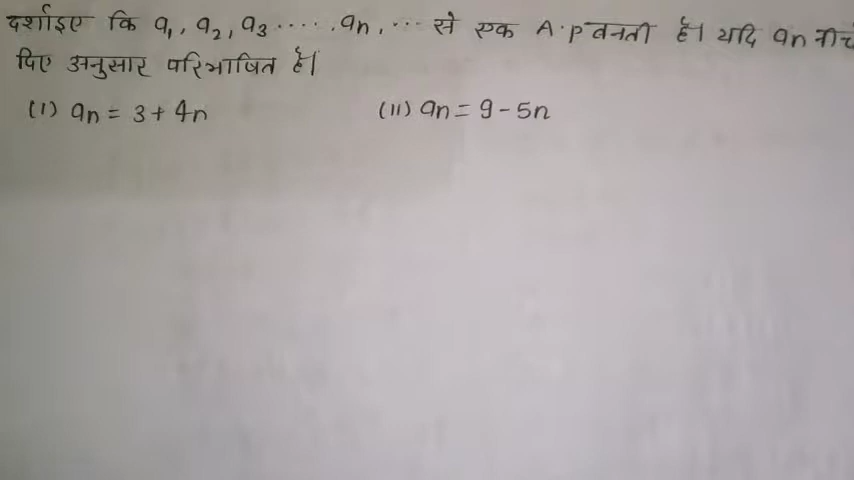 दर्शाइए कि a1, a2, a3 ..... an, ... से एक A.P बनती है। यदि an नीचे
दिए अनुसार परिभाषित है।
(I) an = 3 + 4n (II) an = 9 - 5n